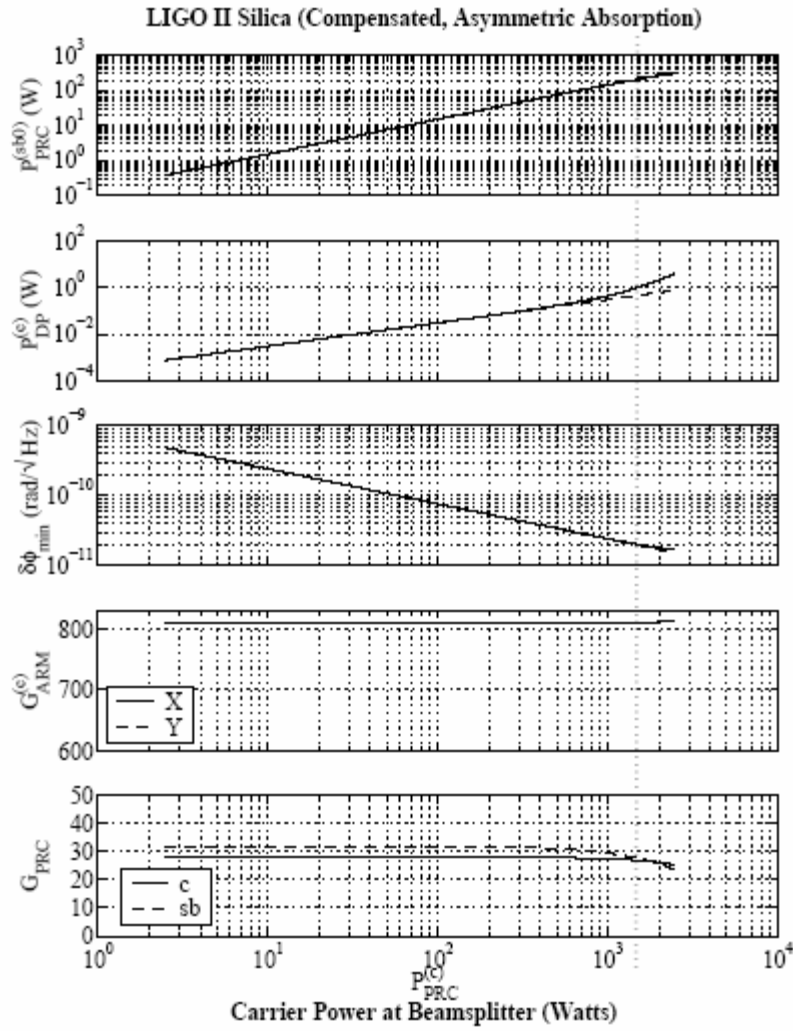 LIGO II Silica (Compensated, Asymmetric Absorption)
P_PRC^(sb0) (W)
10^3
10^2
10^1
10^0
10^-1
P_DP^(c) (W)
10^2
10^0
10^-2
10^-4
δϕ_min (rad/√Hz)
10^-9
10^-10
10^-11
G_ARM^(c)
800
700
600
X
Y
G_PRC
50
40
30
20
10
0
c
sb
10^0 10^1 10^2 10^3 10^4
P_PRC^(c)
Carrier Power at Beamsplitter (Watts)